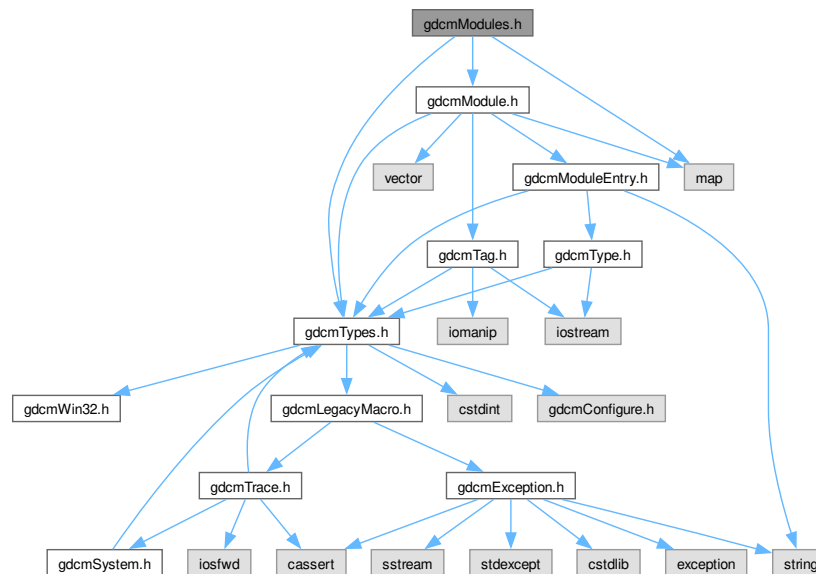 gdcmModules.h
gdcmModule.h
vector
gdcmModuleEntry.h
map
gdcmTag.h
gdcmType.h
gdcmTypes.h
iomanip
iostream
gdcmWin32.h
gdcmLegacyMacro.h
cstdint
gdcmConfigure.h
gdcmTrace.h
gdcmException.h
gdcmSystem.h
iosfwd
cassert
sstream
stdexcept
cstdlib
exception
string